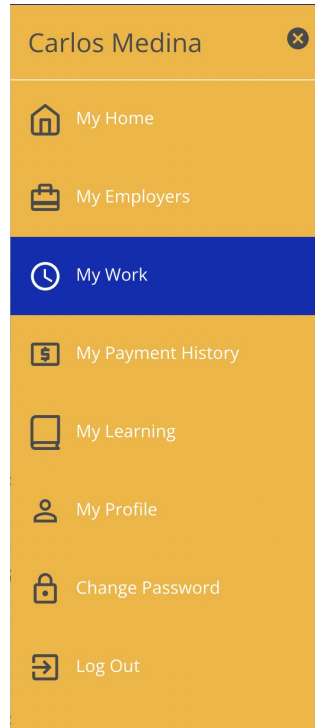 Carlos Medina
My Home
My Employers
My Work
My Payment History
My Learning
My Profile
Change Password
Log Out